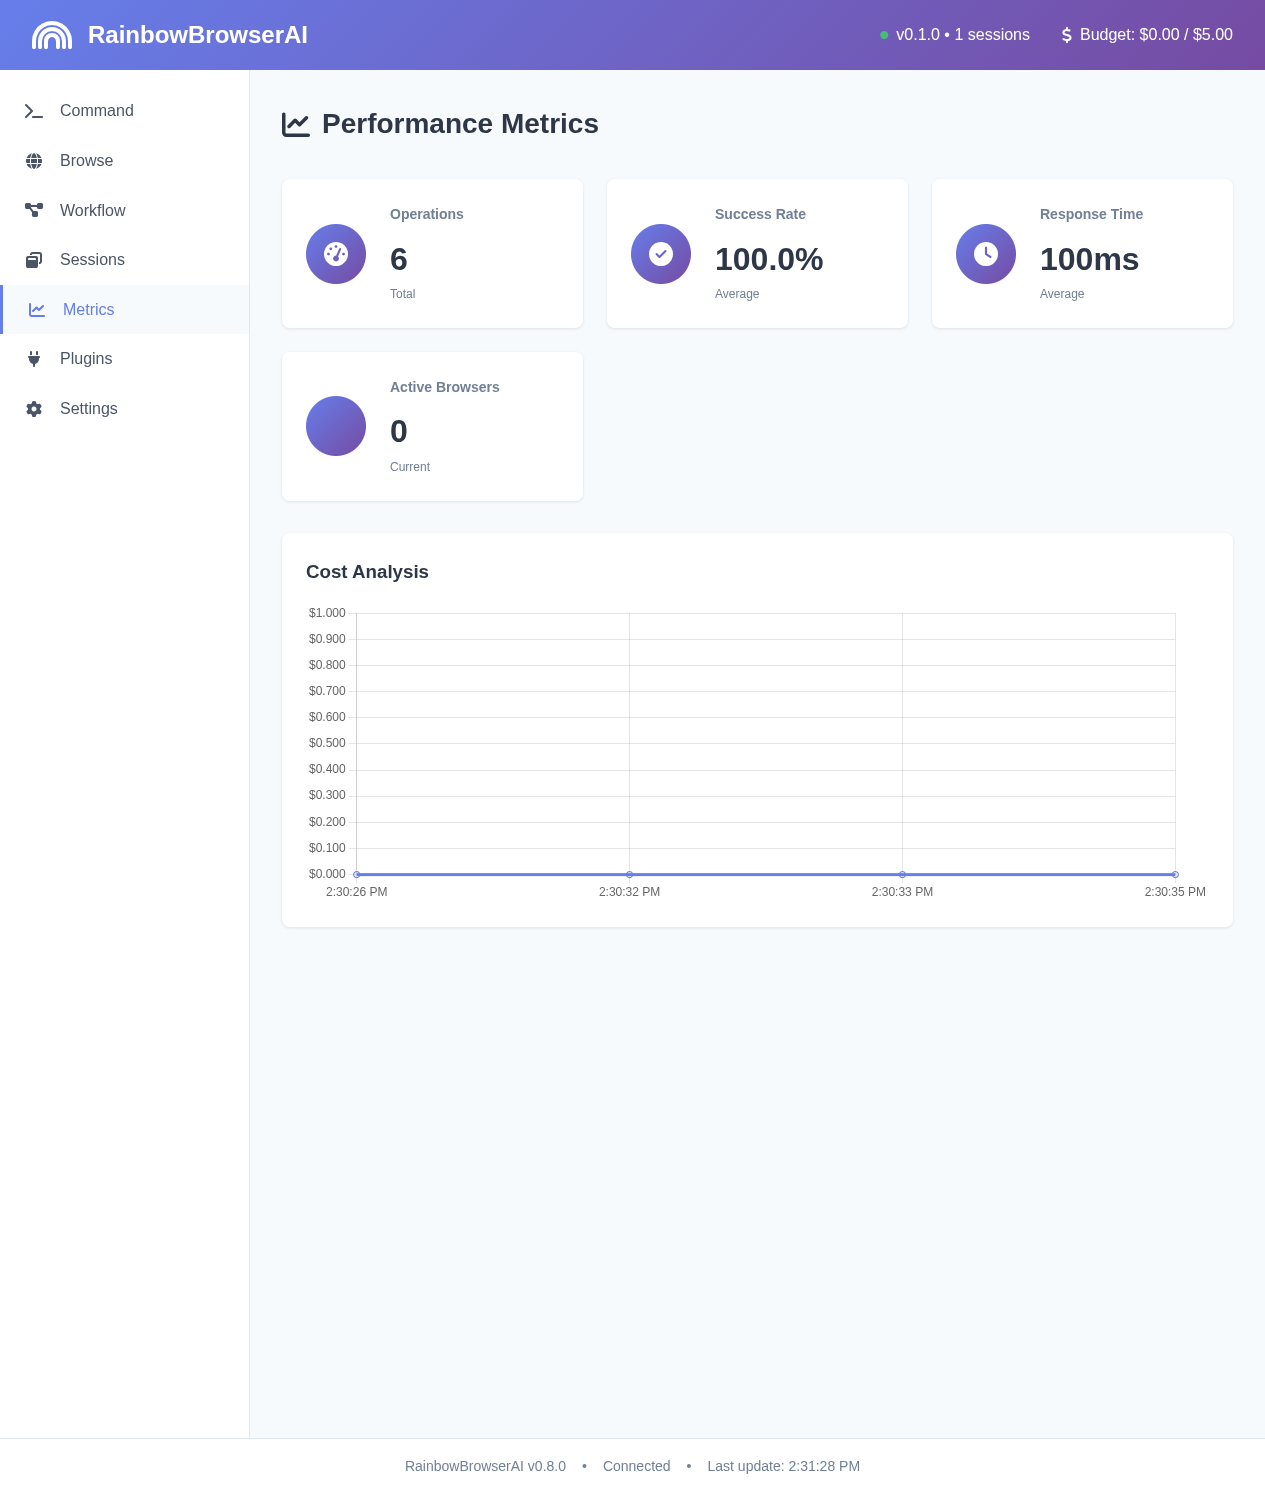 RainbowBrowserAI
v0.1.0 • 1 sessions
Budget: $0.00 / $5.00
Command
Browse
Workflow
Sessions
Metrics
Plugins
Settings
Performance Metrics
Operations
6
Total
Success Rate
100.0%
Average
Response Time
100ms
Average
Active Browsers
0
Current
Cost Analysis
$1.000
$0.900
$0.800
$0.700
$0.600
$0.500
$0.400
$0.300
$0.200
$0.100
$0.000
2:30:26 PM 2:30:32 PM 2:30:33 PM 2:30:35 PM
RainbowBrowserAI v0.8.0 • Connected • Last update: 2:31:28 PM